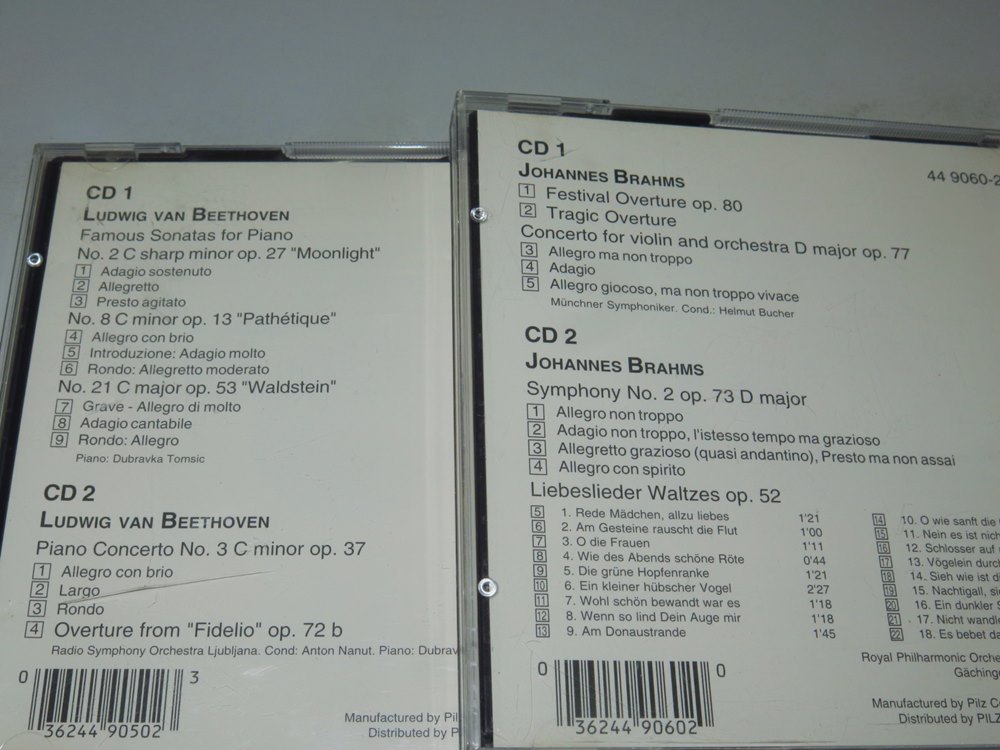 CD 1
LUDWIG VAN BEETHOVEN
Famous Sonatas for Piano
No. 2 C sharp minor op. 27 "Moonlight"
1 Adagio sostenuto
2 Allegretto
3 Presto agitato
No. 8 C minor op. 13 "Pathétique"
4 Allegro con brio
5 Introduzione: Adagio molto
6 Rondo: Allegretto moderato
No. 21 C major op. 53 "Waldstein"
7 Grave - Allegro di molto
8 Adagio cantabile
9 Rondo: Allegro
Piano: Dubravka Tomsic
CD 2
LUDWIG VAN BEETHOVEN
Piano Concerto No. 3 C minor op. 37
1 Allegro con brio
2 Largo
3 Rondo
4 Overture from "Fidelio" op. 72 b
Radio Symphony Orchestra Ljubljana. Cond: Anton Nanut. Piano: Dubrav
0 36244 90502 3
Manufactured by Pil
Distributed by P
CD 1
JOHANNES BRAHMS
44 9060-2
1 Festival Overture op. 80
2 Tragic Overture
Concerto for violin and orchestra D major op. 77
3 Allegro ma non troppo
4 Adagio
5 Allegro giocoso, ma non troppo vivace
Münchner Symphoniker. Cond.: Helmut Bucher
CD 2
JOHANNES BRAHMS
Symphony No. 2 op. 73 D major
1 Allegro non troppo
2 Adagio non troppo, l'istesso tempo ma grazioso
3 Allegretto grazioso (quasi andantino), Presto ma non assai
4 Allegro con spirito
Liebeslieder Waltzes op. 52
5 1. Rede Mädchen, allzu liebes 1'21
6 2. Am Gesteine rauscht die Flut 1'00
7 3. O die Frauen 1'11
8 4. Wie des Abends schöne Röte 0'44
9 5. Die grüne Hopfenranke 1'21
10 6. Ein kleiner hübscher Vogel 2'27
11 7. Wohl schön bewandt war es 1'18
12 8. Wenn so lind Dein Auge mir 1'18
13 9. Am Donaustrande 1'45
14 10. O wie sanft die
15 11. Nein es ist nich
16 12. Schlosser auf
17 13. Vögelein durch
18 14. Sieh wie ist d
19 15. Nachtigall, si
20 16. Ein dunkler
21 17. Nicht wandle
22 18. Es bebet da
Royal Philharmonic Orche
Gächinge
0 36244 90602 0
Manufactured by Pilz C
Distributed by PILZ